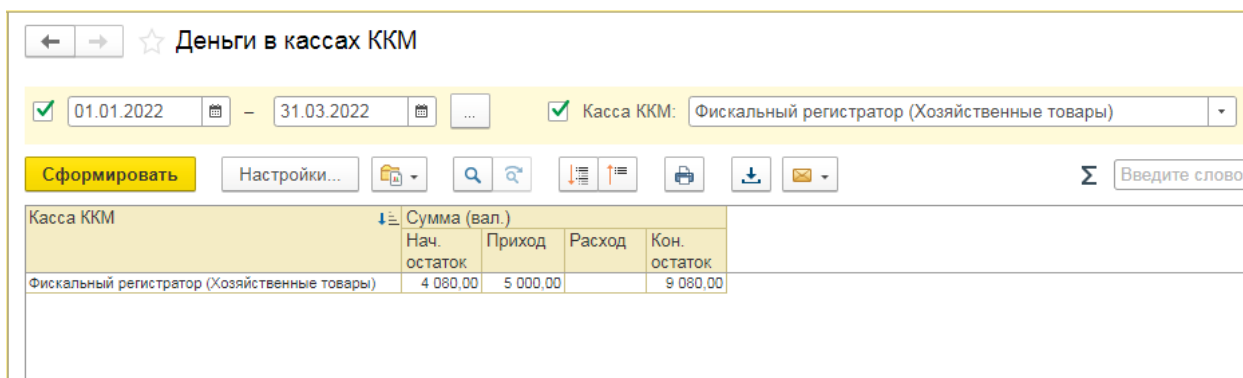 Деньги в кассах ККМ
01.01.2022 – 31.03.2022 ... Касса ККМ: Фискальный регистратор (Хозяйственные товары)
Сформировать Настройки... Σ Введите слово
Касса ККМ Сумма (вал.)
Нач. остаток Приход Расход Кон. остаток
Фискальный регистратор (Хозяйственные товары) 4 080,00 5 000,00 9 080,00